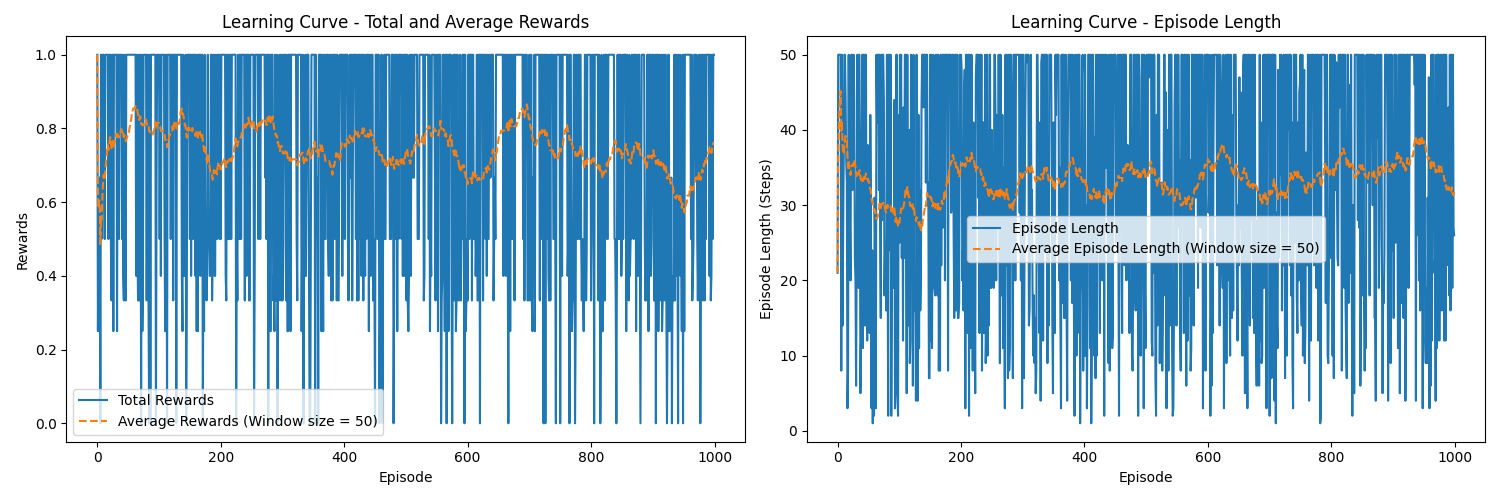 Learning Curve - Total and Average Rewards
1.0
0.8
0.6
0.4
0.2
0.0
Rewards
Total Rewards
Average Rewards (Window size = 50)
0 200 400 600 800 1000
Episode
Learning Curve - Episode Length
50
40
30
20
10
0
Episode Length (Steps)
Episode Length
Average Episode Length (Window size = 50)
0 200 400 600 800 1000
Episode